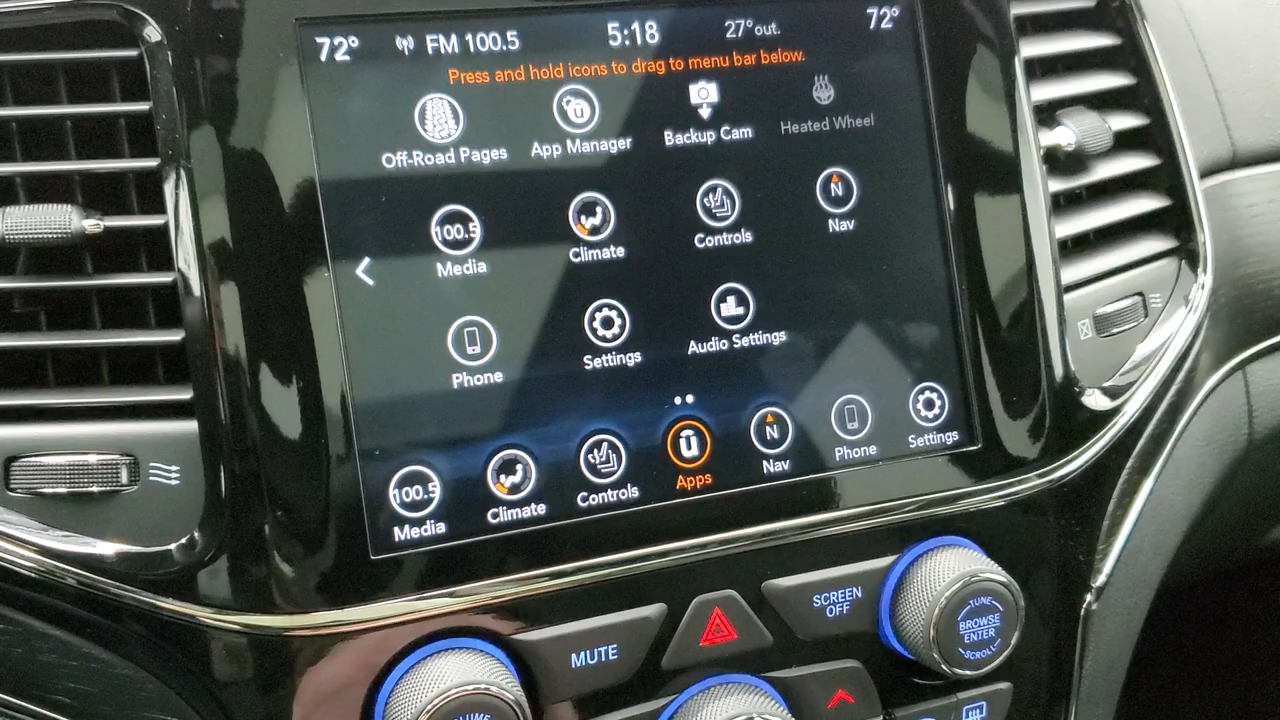 72° FM 100.5 5:18 27°out. 72°
Press and hold icons to drag to menu bar below.
Off-Road Pages App Manager Backup Cam Heated Wheel
100.5 N
Media Climate Controls Nav
Phone Settings Audio Settings
100.5 u N
Media Climate Controls Apps Nav Phone Settings
MUTE
SCREEN
OFF
TUNE
BROWSE
ENTER
SCROLL
VOLUME